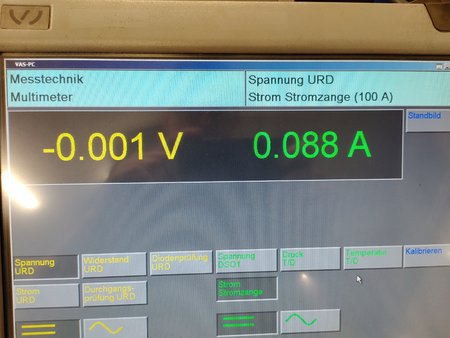 VAS-PC
Messtechnik
Multimeter
Spannung URD
Strom Stromzange (100 A)
-0.001 V
0.088 A
Standbild
Spannung
URD
Widerstand
URD
Diodenprüfung
URD
Spannung
DSO1
Druck
T/D
Temperatur
T/D
Kalibrieren
Strom
URD
Durchgangs-
prüfung URD
Strom
Stromzange